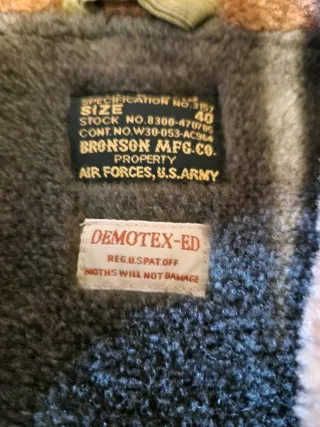 SPECIFICATION NO.3157
SIZE 40
STOCK NO.8300-470705
CONT.NO.W30-053-AC964
BRONSON MFG.CO.
PROPERTY
AIR FORCES, U.S.ARMY
DEMOTEX-ED
REG.U.S.PAT.OFF
MOTHS WILL NOT DAMAGE